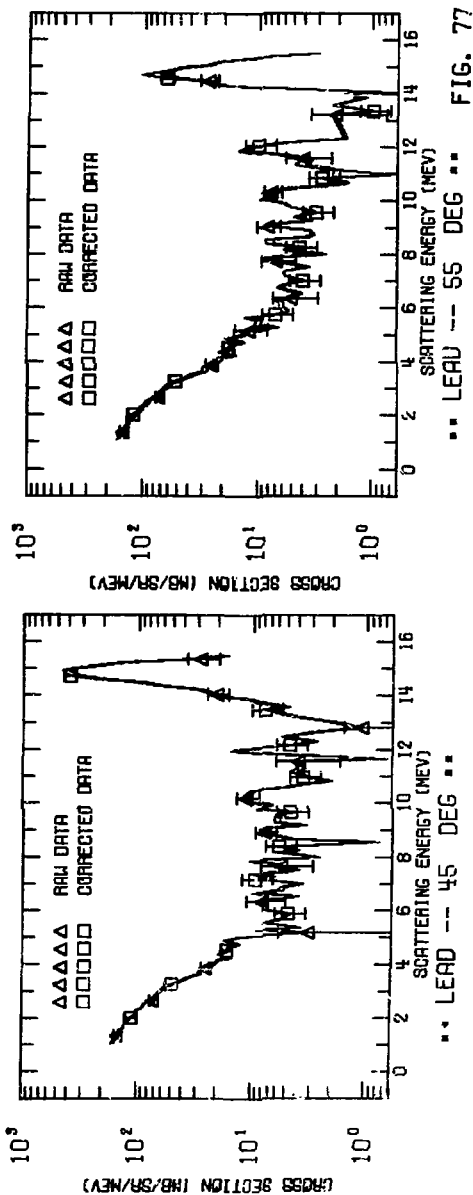 10³
10²
10¹
10⁰
CROSS SECTION (MB/SR/MEV)
△△△△△ RAW DATA
□□□□□ CORRECTED DATA
0 2 4 6 8 10 12 14 16
SCATTERING ENERGY (MEV)
** LEAD -- 45 DEG **
10³
10²
10¹
10⁰
CROSS SECTION (MB/SR/MEV)
△△△△△ RAW DATA
□□□□□ CORRECTED DATA
0 2 4 6 8 10 12 14 16
SCATTERING ENERGY (MEV)
** LEAD -- 55 DEG **
FIG. 77